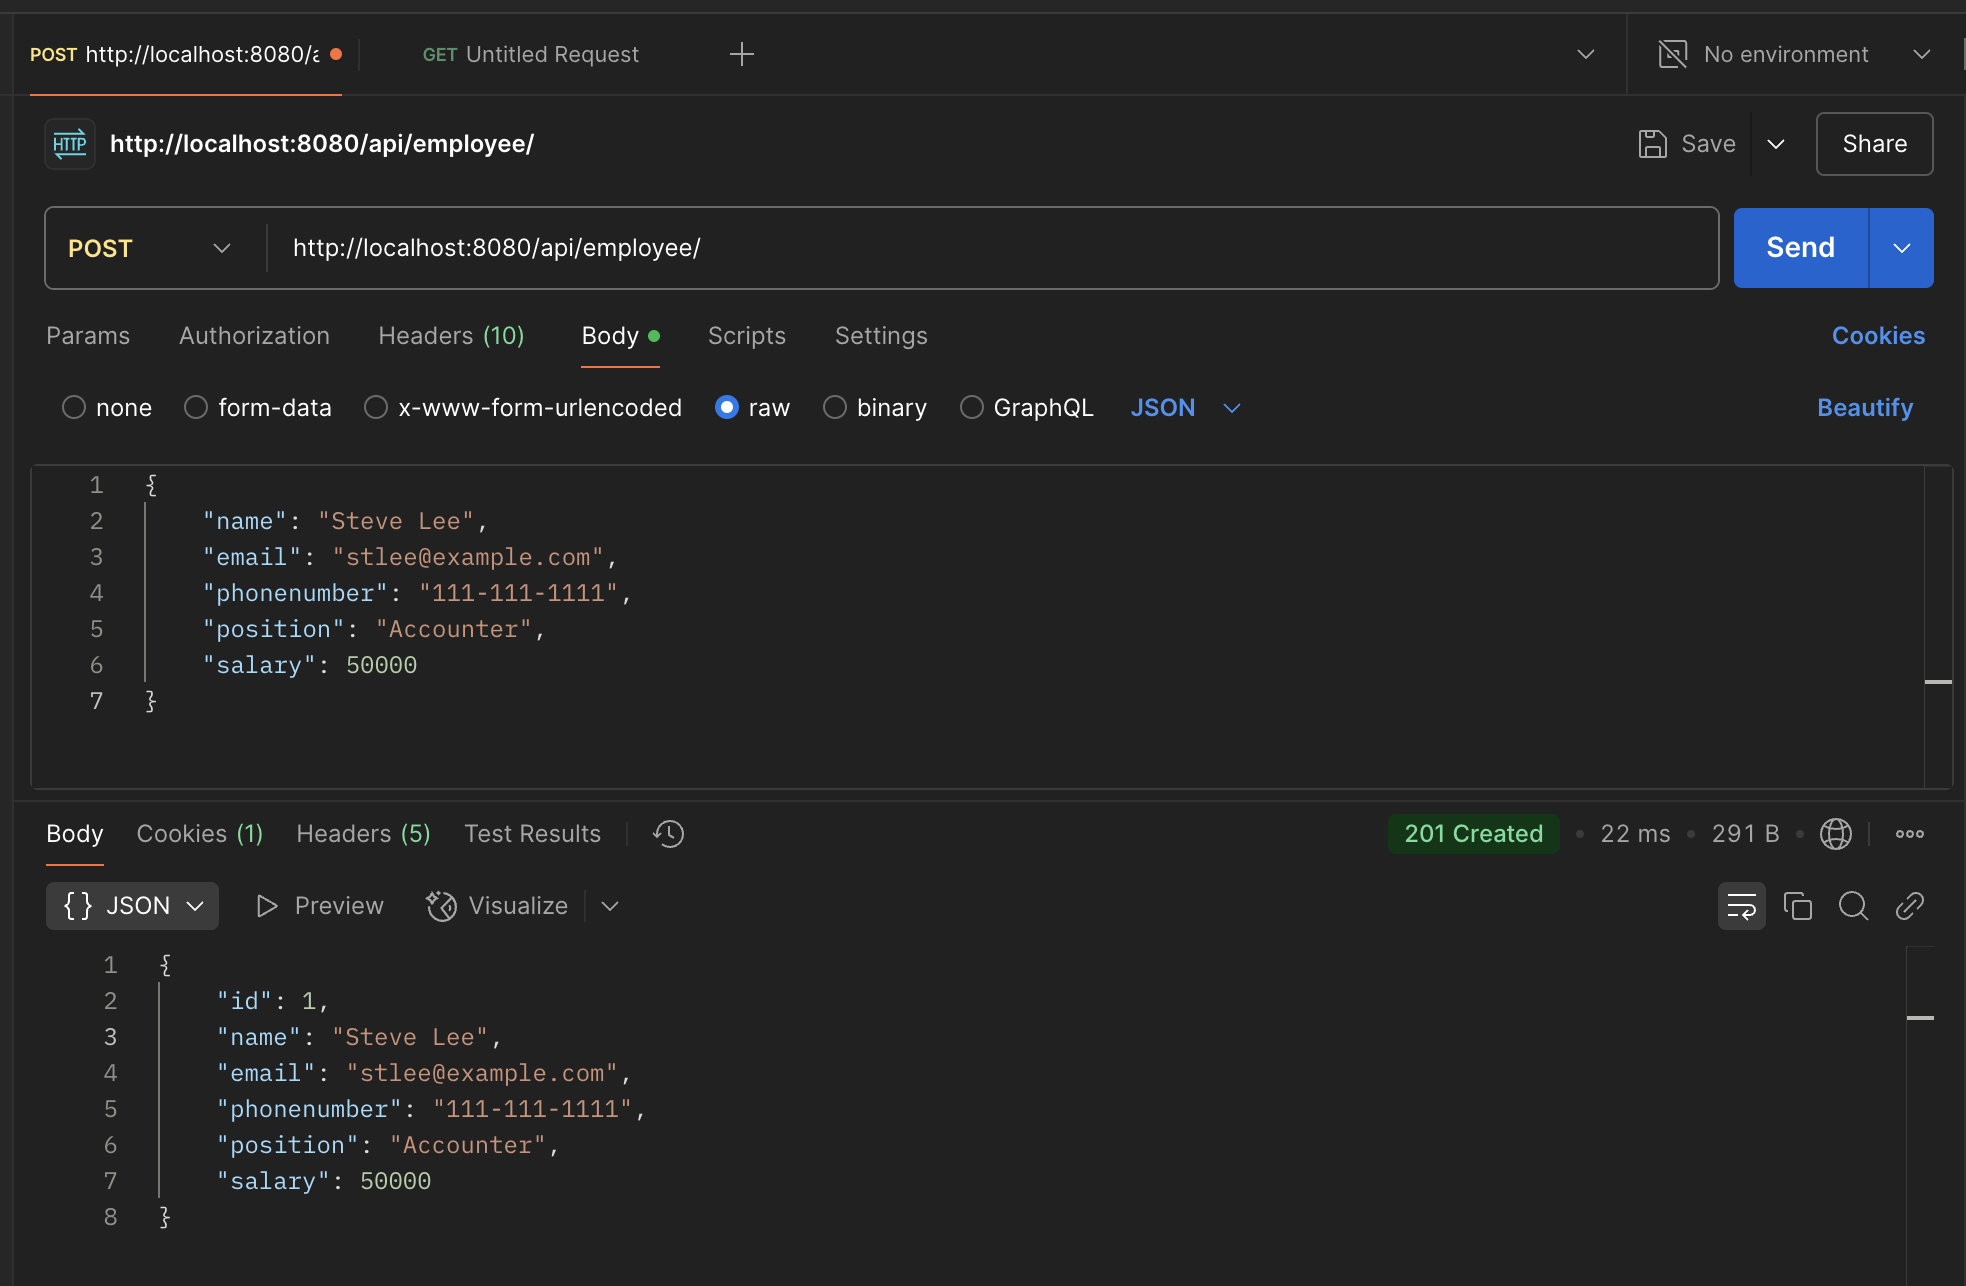 POST http://localhost:8080/a GET Untitled Request No environment
HTTP http://localhost:8080/api/employee/ Save Share
POST http://localhost:8080/api/employee/ Send
Params Authorization Headers (10) Body Scripts Settings Cookies
none form-data x-www-form-urlencoded raw binary GraphQL JSON Beautify
1 {
2 "name": "Steve Lee",
3 "email": "stlee@example.com",
4 "phonenumber": "111-111-1111",
5 "position": "Accounter",
6 "salary": 50000
7 }
Body Cookies (1) Headers (5) Test Results 201 Created • 22 ms • 291 B •
{} JSON Preview Visualize
1 {
2 "id": 1,
3 "name": "Steve Lee",
4 "email": "stlee@example.com",
5 "phonenumber": "111-111-1111",
6 "position": "Accounter",
7 "salary": 50000
8 }